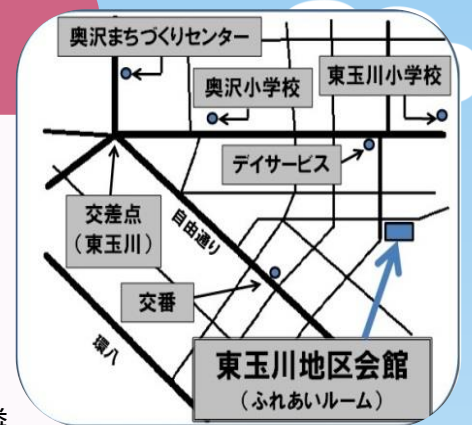 奥沢まちづくりセンター
奥沢小学校
東玉川小学校
デイサービス
交差点
（東玉川）
自由通り
交番
環八
東玉川地区会館
（ふれあいルーム）